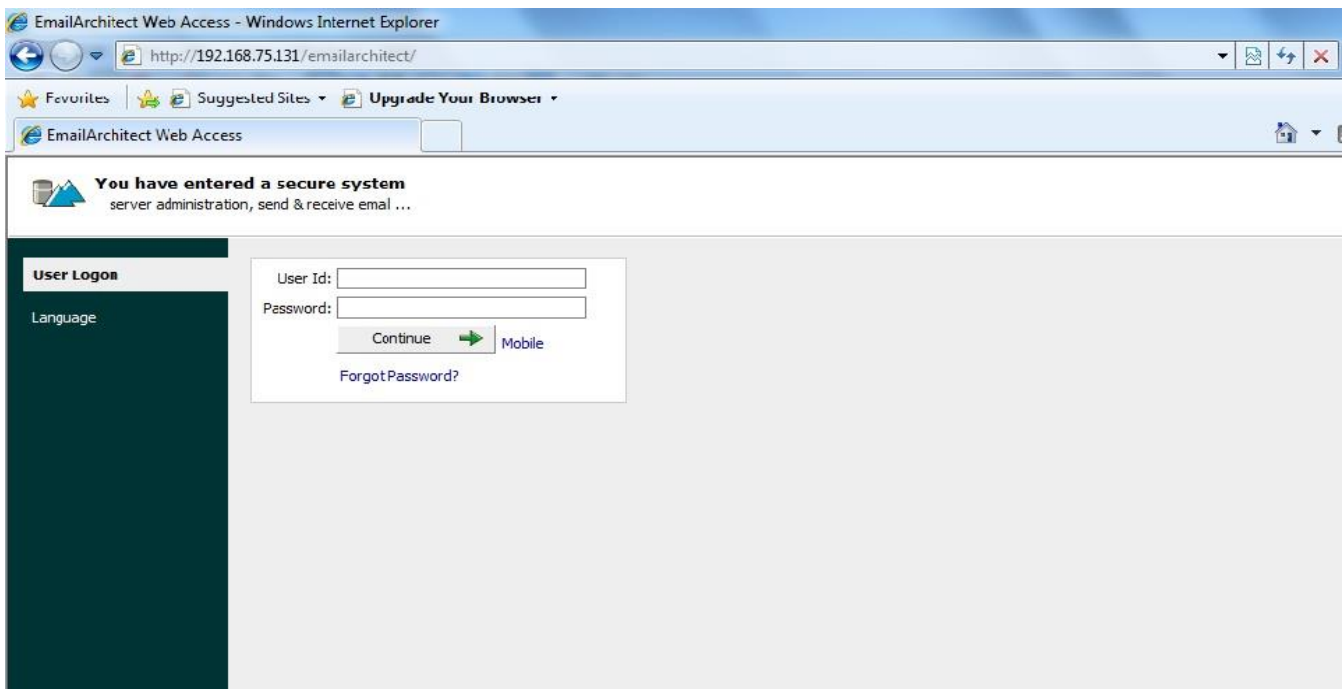 EmailArchitect Web Access - Windows Internet Explorer
http://192.168.75.131/emailarchitect/
Favorites Suggested Sites Upgrade Your Browser
EmailArchitect Web Access
You have entered a secure system
server administration, send & receive emal ...
User Logon
Language
User Id:
Password:
Continue Mobile
Forgot Password?